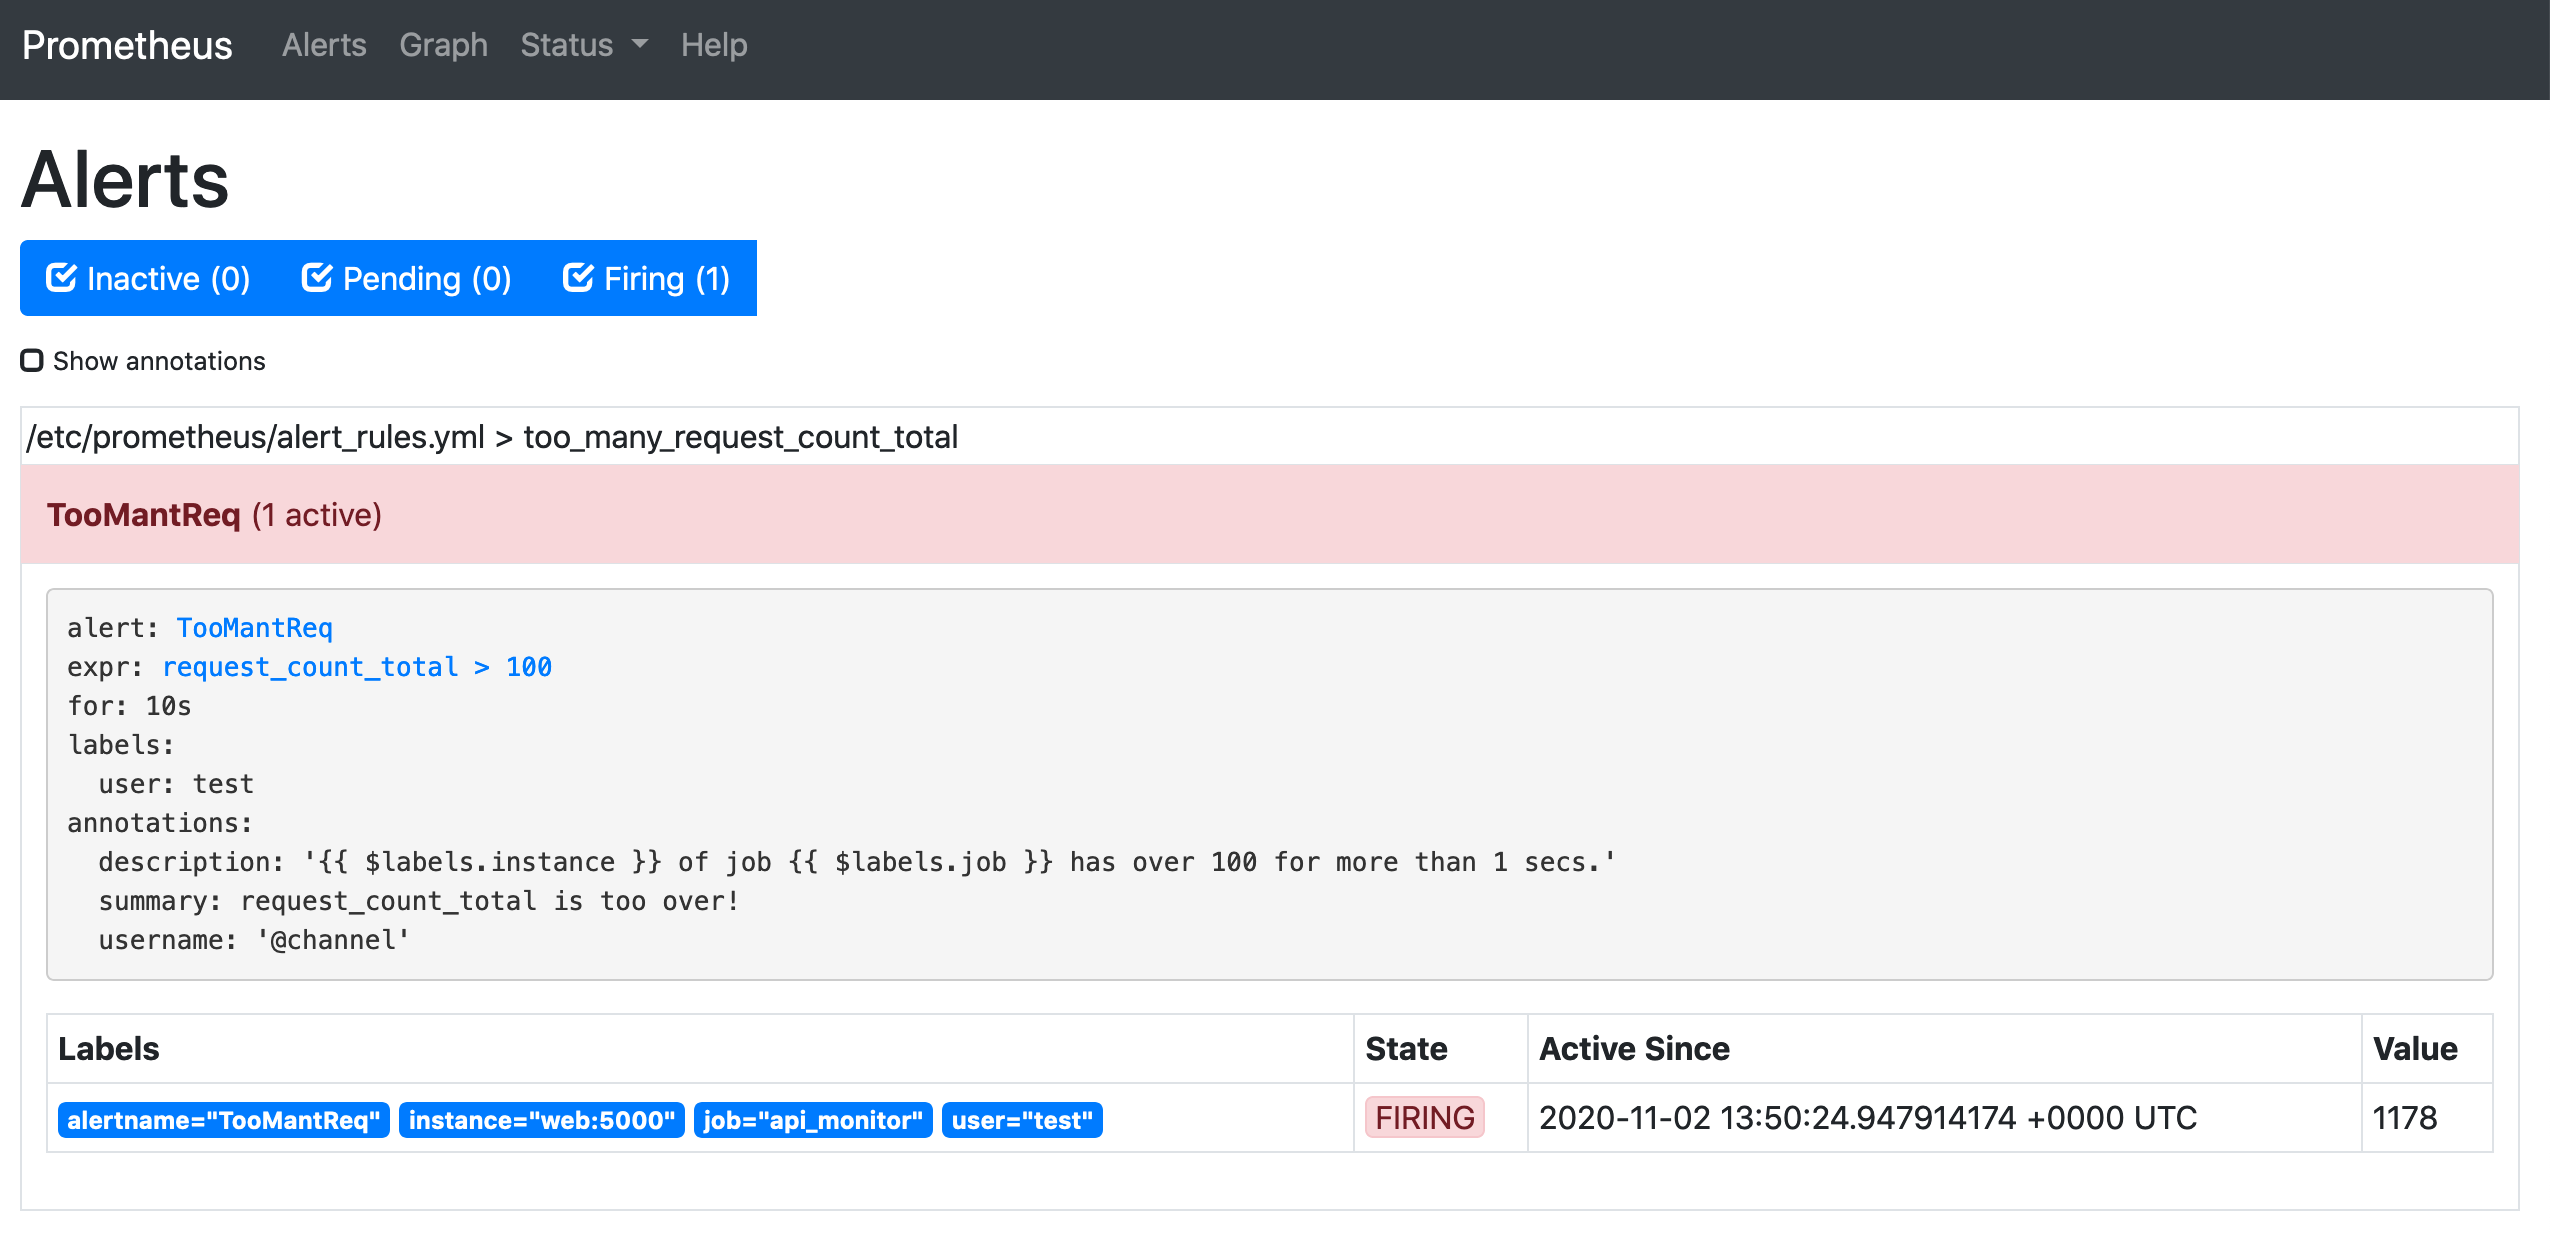 Prometheus Alerts Graph Status Help
Alerts
Inactive (0) Pending (0) Firing (1)
Show annotations
/etc/prometheus/alert_rules.yml > too_many_request_count_total
TooMantReq (1 active)
alert: TooMantReq
expr: request_count_total > 100
for: 10s
labels:
  user: test
annotations:
  description: '{{ $labels.instance }} of job {{ $labels.job }} has over 100 for more than 1 secs.'
  summary: request_count_total is too over!
  username: '@channel'
Labels State Active Since Value
alertname="TooMantReq" instance="web:5000" job="api_monitor" user="test" FIRING 2020-11-02 13:50:24.947914174 +0000 UTC 1178